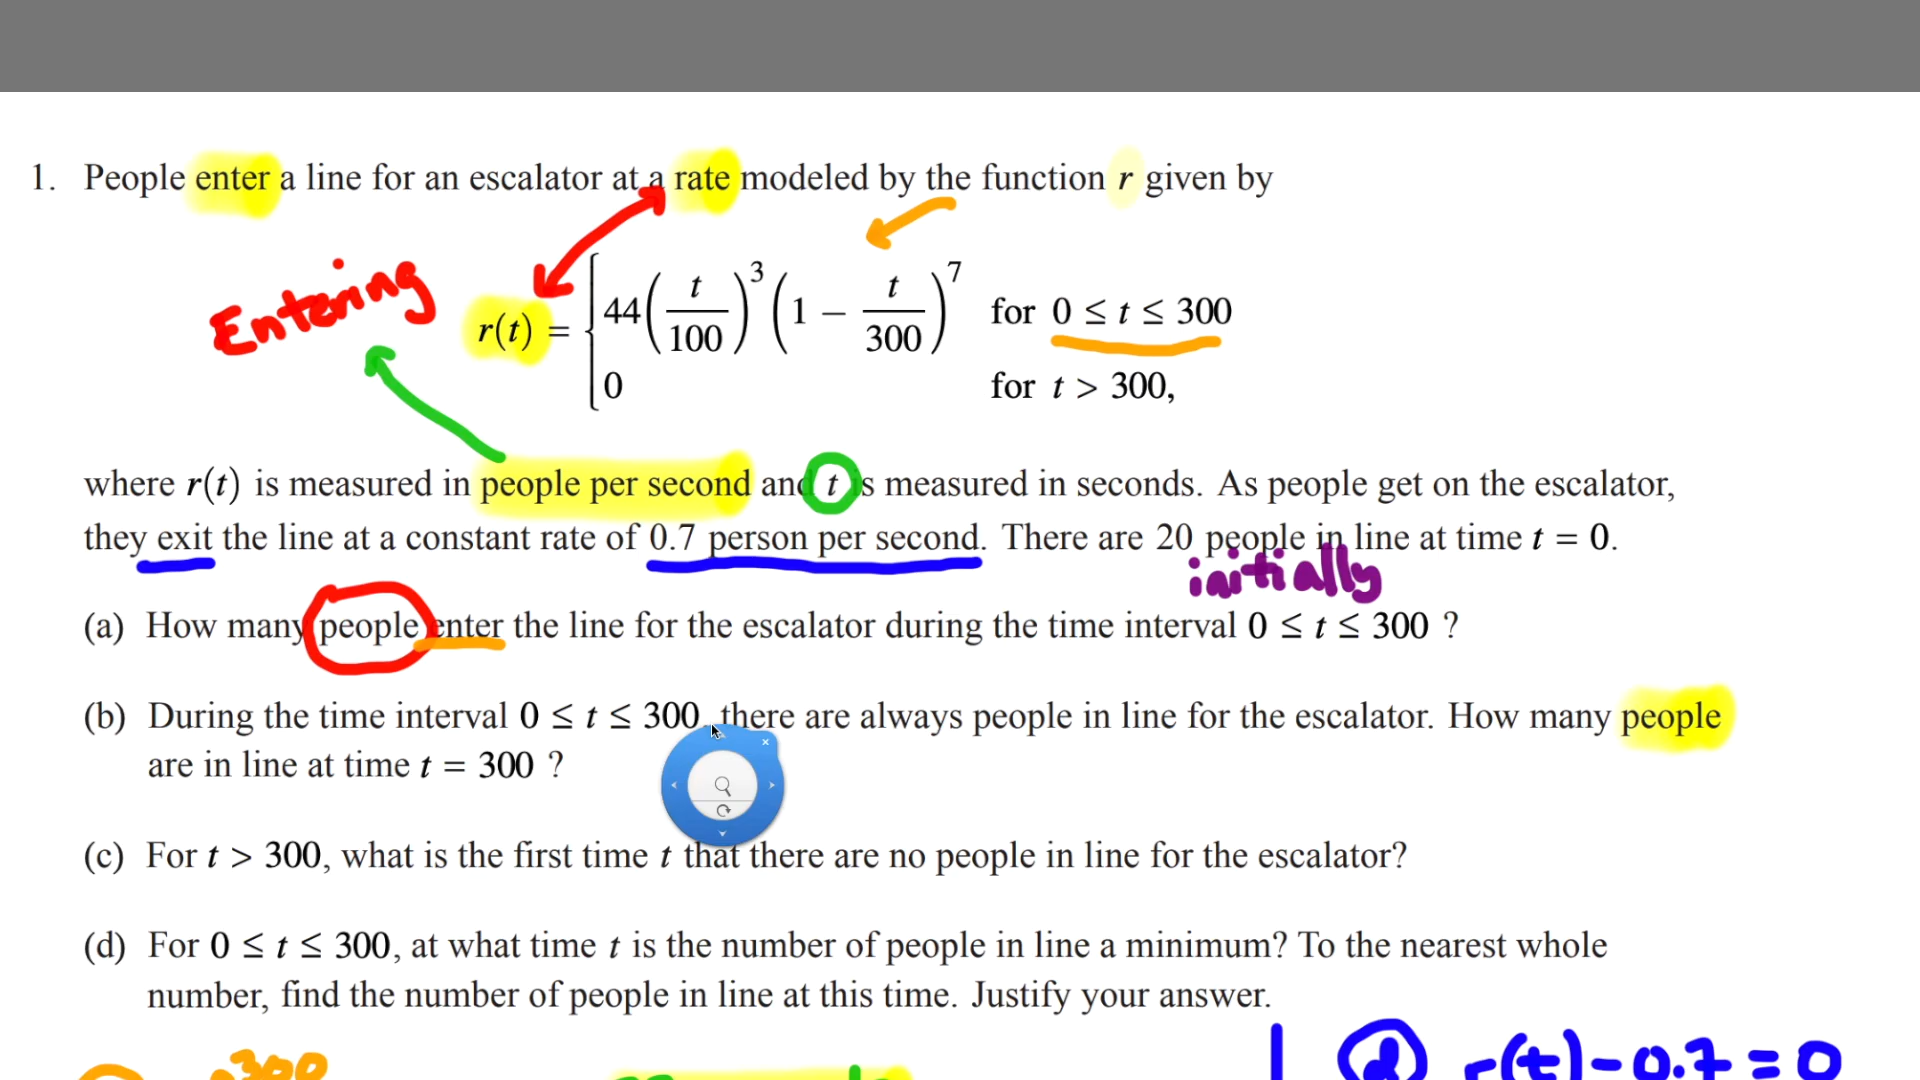 1. People enter a line for an escalator at a rate modeled by the function r given by
Entering
r(t) = { 44(t/100)^3 (1 − t/300)^7 for 0 ≤ t ≤ 300
0 for t > 300,
where r(t) is measured in people per second and t is measured in seconds. As people get on the escalator,
they exit the line at a constant rate of 0.7 person per second. There are 20 people in line at time t = 0.
initially
(a) How many people enter the line for the escalator during the time interval 0 ≤ t ≤ 300 ?
(b) During the time interval 0 ≤ t ≤ 300, there are always people in line for the escalator. How many people
are in line at time t = 300 ?
(c) For t > 300, what is the first time t that there are no people in line for the escalator?
(d) For 0 ≤ t ≤ 300, at what time t is the number of people in line a minimum? To the nearest whole
number, find the number of people in line at this time. Justify your answer.
300
d r(t)-0.7=0